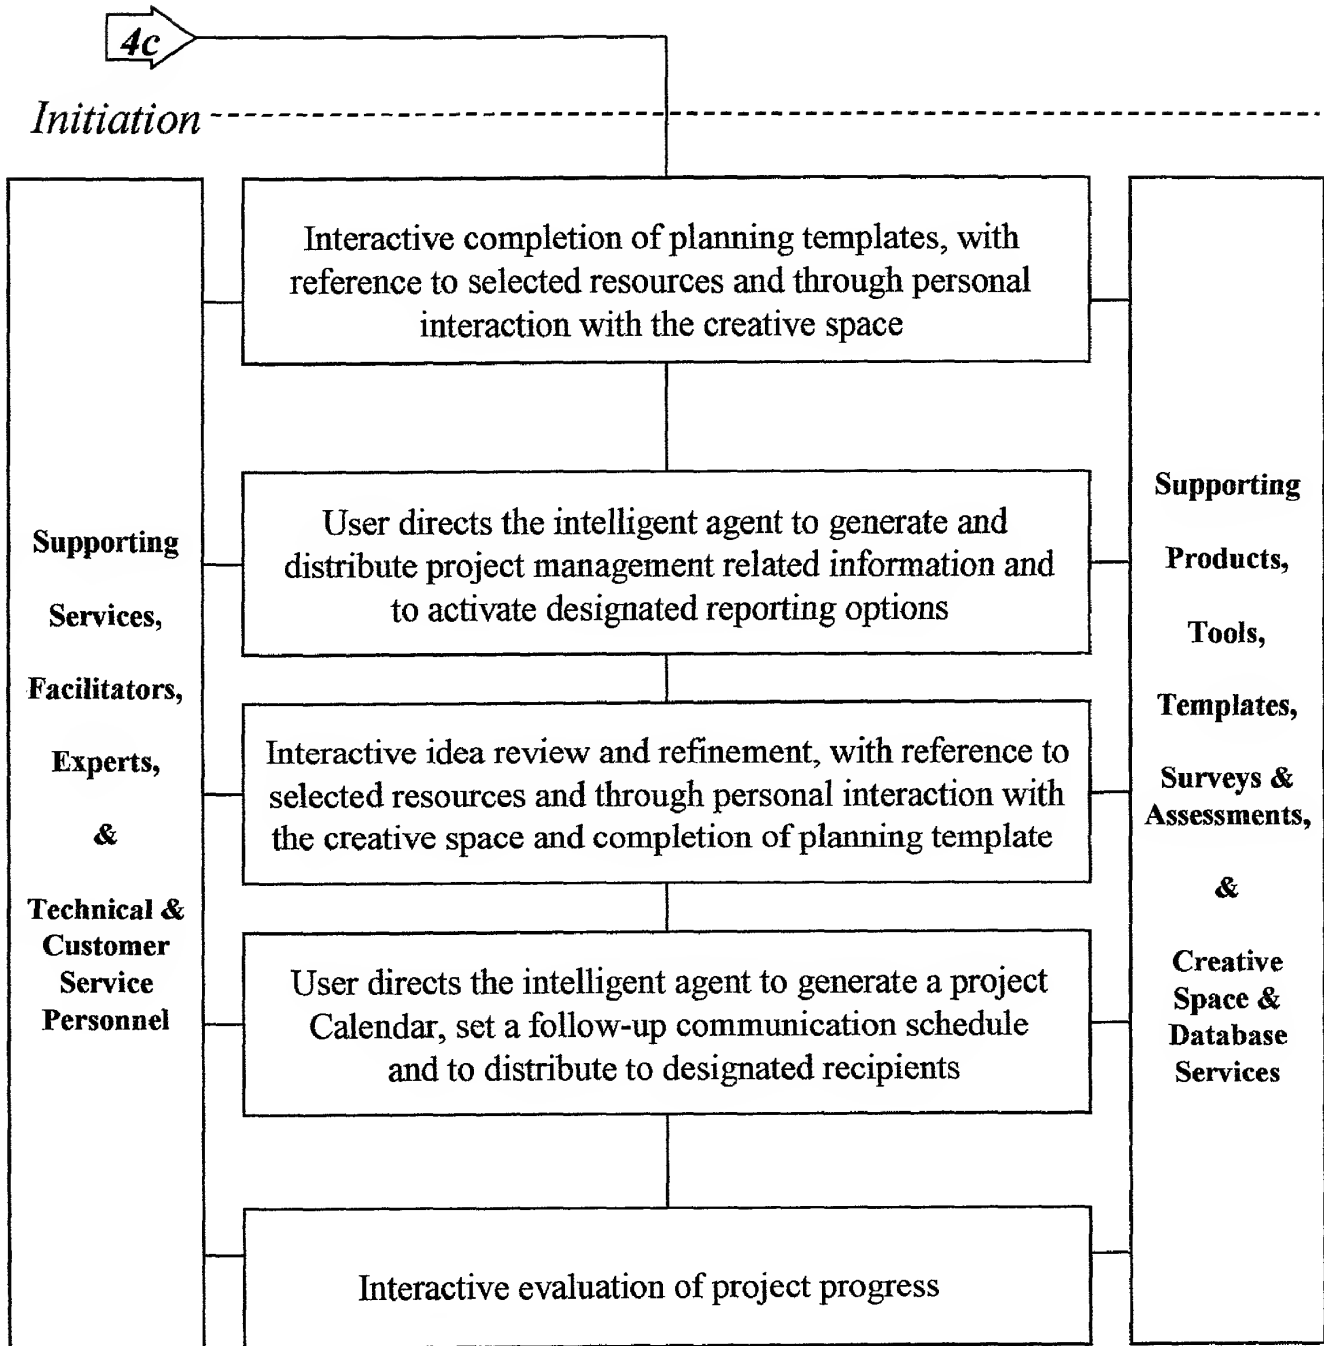 4c
Initiation
Interactive completion of planning templates, with
reference to selected resources and through personal
interaction with the creative space
User directs the intelligent agent to generate and
distribute project management related information and
to activate designated reporting options
Interactive idea review and refinement, with reference to
selected resources and through personal interaction with
the creative space and completion of planning template
User directs the intelligent agent to generate a project
Calendar, set a follow-up communication schedule
and to distribute to designated recipients
Interactive evaluation of project progress
Supporting
Services,
Facilitators,
Experts,
&
Technical &
Customer
Service
Personnel
Supporting
Products,
Tools,
Templates,
Surveys &
Assessments,
&
Creative
Space &
Database
Services